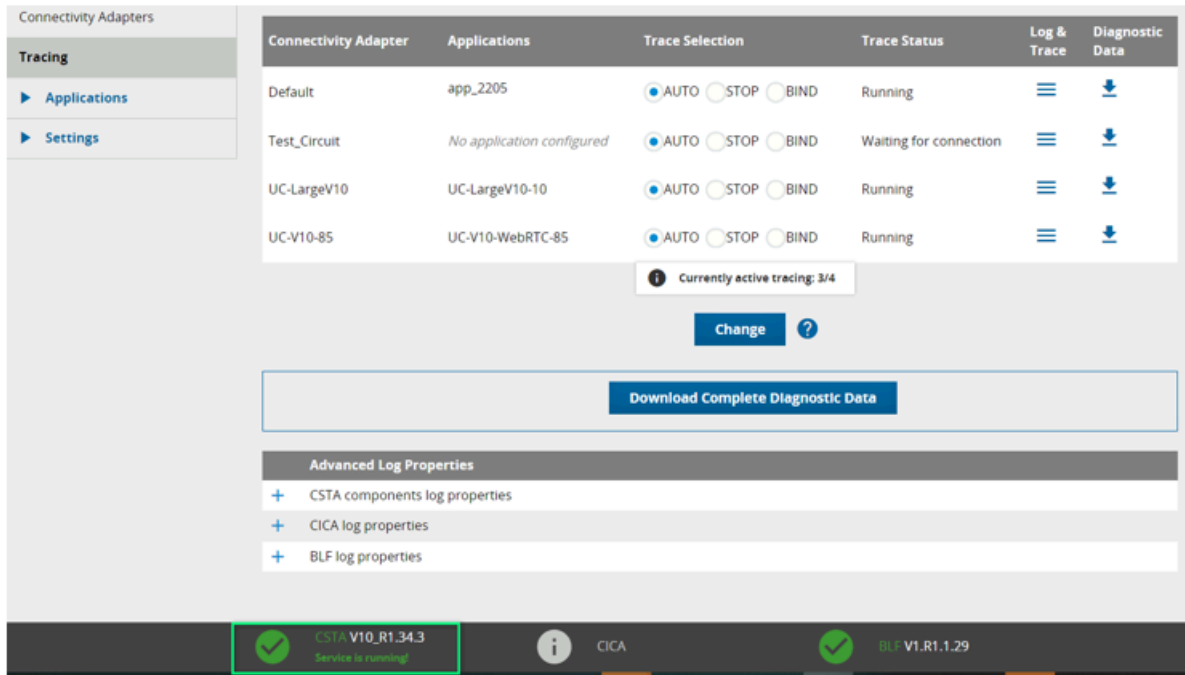 Connectivity Adapters
Tracing
Applications
Settings
Connectivity Adapter Applications Trace Selection Trace Status Log & Trace Diagnostic Data
Default app_2205 AUTO STOP BIND Running
Test_Circuit No application configured AUTO STOP BIND Waiting for connection
UC-LargeV10 UC-LargeV10-10 AUTO STOP BIND Running
UC-V10-85 UC-V10-WebRTC-85 AUTO STOP BIND Running
Currently active tracing: 3/4
Change
Download Complete Diagnostic Data
Advanced Log Properties
CSTA components log properties
CICA log properties
BLF log properties
CSTA V10_R1.34.3
Service is running!
CICA
BLF V1.R1.1.29